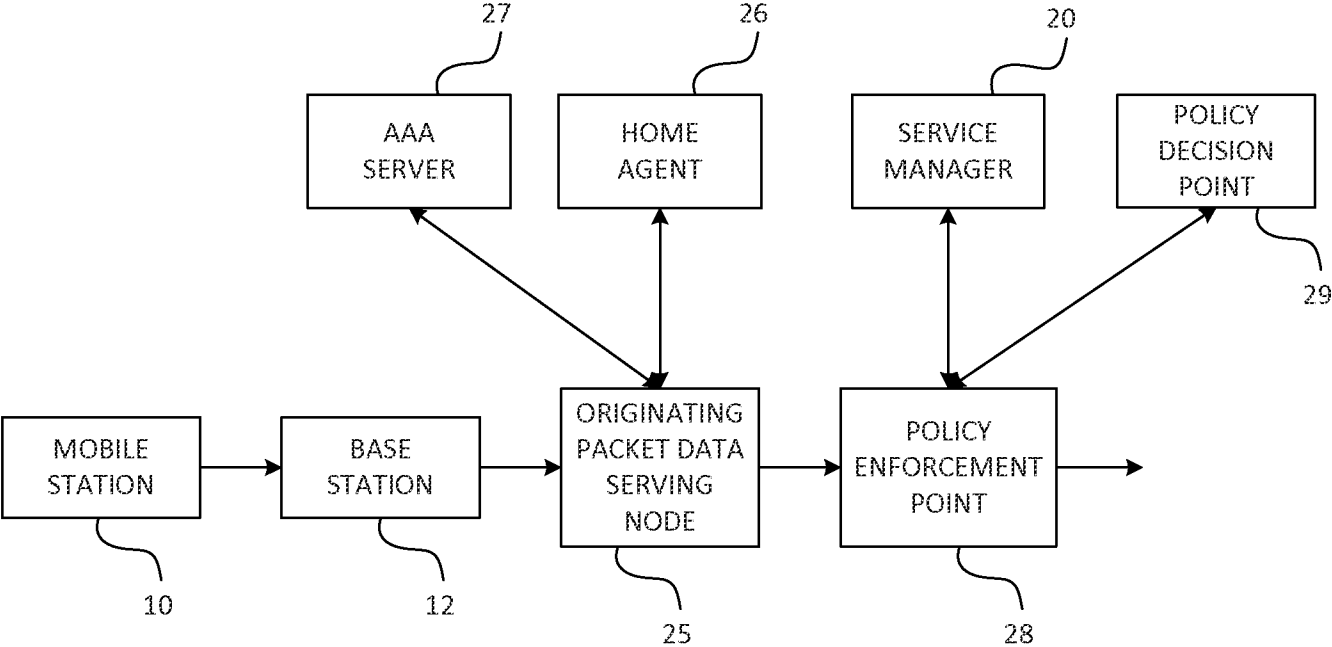 27
26
20
AAA
SERVER
HOME
AGENT
SERVICE
MANAGER
POLICY
DECISION
POINT
29
MOBILE
STATION
BASE
STATION
ORIGINATING
PACKET DATA
SERVING
NODE
POLICY
ENFORCEMENT
POINT
10
12
25
28